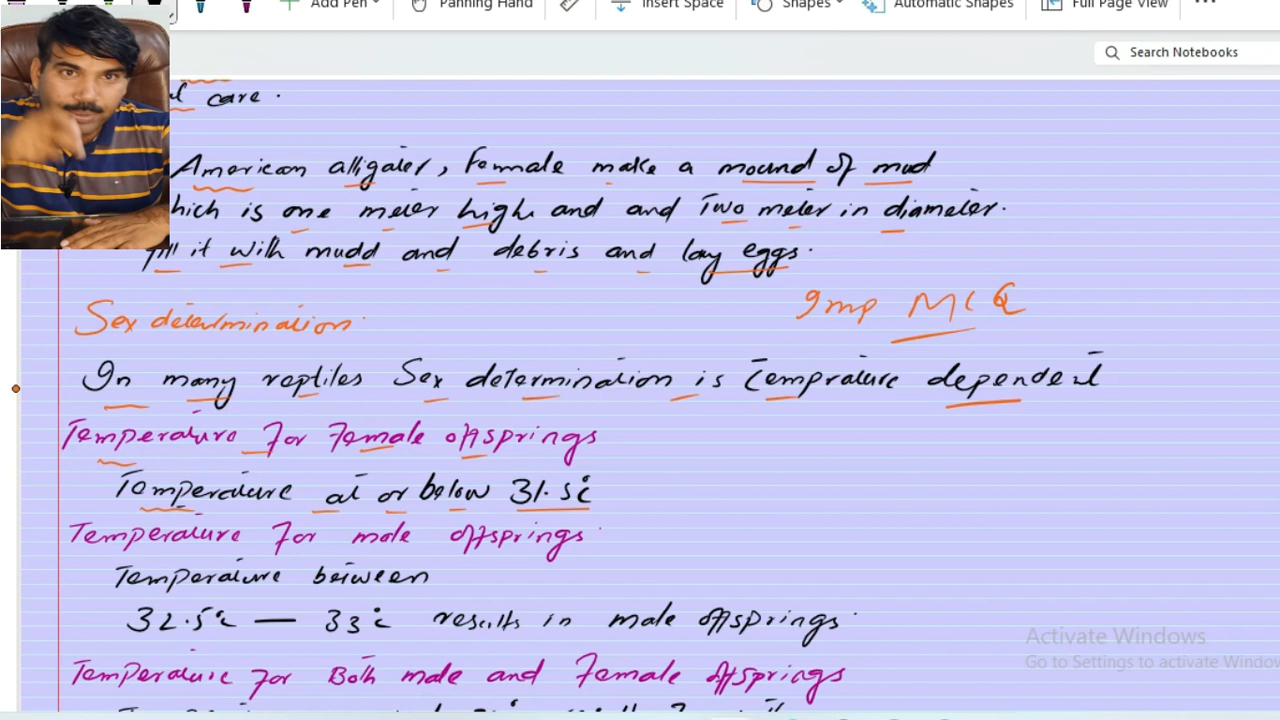 Add Pen
Panning Hand
Insert Space
Shapes
Automatic Shapes
Full Page View
Search Notebooks
care.
American alligater, Female make a mound of mud
hich is one meter high and and Two meter in diameter.
fill it with mudd and debris and lay eggs.
Imp MCQ
Sex determination
In many reptiles Sex determination is Temprature dependent
Temperature For Female offsprings
Temperature at or below 31.5°c
Temperature For male offsprings
Temperature between
32.5°c — 33°c results in male offsprings
Temperature For Both male and Female offsprings
Activate Windows
Go to Settings to activate Window